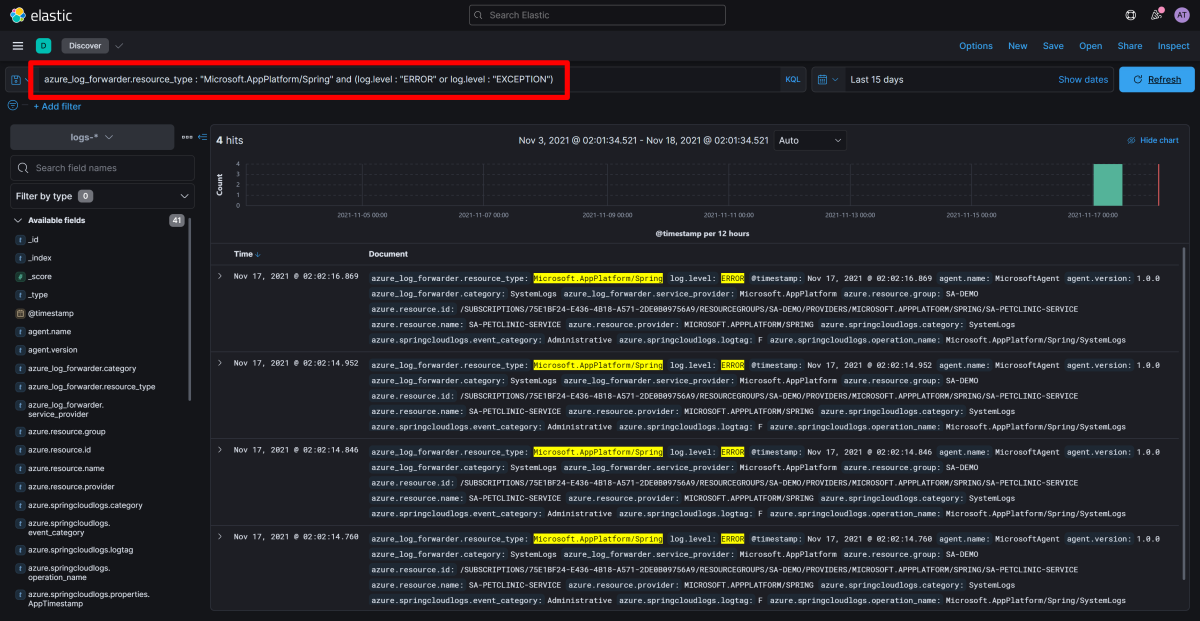 elastic
Search Elastic
AT
D
Discover
Options New Save Open Share Inspect
azure_log_forwarder.resource_type : "Microsoft.AppPlatform/Spring" and (log.level : "ERROR" or log.level : "EXCEPTION")
KQL
Last 15 days
Show dates
Refresh
+ Add filter
logs-*
Search field names
Filter by type 0
Available fields 41
t _id
t _index
# _score
t _type
@timestamp
t agent.name
t agent.version
t azure_log_forwarder.category
t azure_log_forwarder.resource_type
t azure_log_forwarder.
service_provider
t azure.resource.group
t azure.resource.id
t azure.resource.name
t azure.resource.provider
t azure.springcloudlogs.category
t azure.springcloudlogs.
event_category
t azure.springcloudlogs.logtag
t azure.springcloudlogs.
operation_name
t azure.springcloudlogs.properties.
AppTimestamp
4 hits
Nov 3, 2021 @ 02:01:34.521 - Nov 18, 2021 @ 02:01:34.521
Auto
Hide chart
Count
4
3
2
1
0
2021-11-05 00:00 2021-11-07 00:00 2021-11-09 00:00 2021-11-11 00:00 2021-11-13 00:00 2021-11-15 00:00 2021-11-17 00:00
@timestamp per 12 hours
Time ↓ Document
Nov 17, 2021 @ 02:02:16.869 azure_log_forwarder.resource_type: Microsoft.AppPlatform/Spring log.level: ERROR @timestamp: Nov 17, 2021 @ 02:02:16.869 agent.name: MicrosoftAgent agent.version: 1.0.0
azure_log_forwarder.category: SystemLogs azure_log_forwarder.service_provider: Microsoft.AppPlatform azure.resource.group: SA-DEMO
azure.resource.id: /SUBSCRIPTIONS/75E1BF24-E436-4B18-A571-2DE0B09756A9/RESOURCEGROUPS/SA-DEMO/PROVIDERS/MICROSOFT.APPPLATFORM/SPRING/SA-PETCLINIC-SERVICE
azure.resource.name: SA-PETCLINIC-SERVICE azure.resource.provider: MICROSOFT.APPPLATFORM/SPRING azure.springcloudlogs.category: SystemLogs
azure.springcloudlogs.event_category: Administrative azure.springcloudlogs.logtag: F azure.springcloudlogs.operation_name: Microsoft.AppPlatform/Spring/SystemLogs
Nov 17, 2021 @ 02:02:14.952 azure_log_forwarder.resource_type: Microsoft.AppPlatform/Spring log.level: ERROR @timestamp: Nov 17, 2021 @ 02:02:14.952 agent.name: MicrosoftAgent agent.version: 1.0.0
azure_log_forwarder.category: SystemLogs azure_log_forwarder.service_provider: Microsoft.AppPlatform azure.resource.group: SA-DEMO
azure.resource.id: /SUBSCRIPTIONS/75E1BF24-E436-4B18-A571-2DE0B09756A9/RESOURCEGROUPS/SA-DEMO/PROVIDERS/MICROSOFT.APPPLATFORM/SPRING/SA-PETCLINIC-SERVICE
azure.resource.name: SA-PETCLINIC-SERVICE azure.resource.provider: MICROSOFT.APPPLATFORM/SPRING azure.springcloudlogs.category: SystemLogs
azure.springcloudlogs.event_category: Administrative azure.springcloudlogs.logtag: F azure.springcloudlogs.operation_name: Microsoft.AppPlatform/Spring/SystemLogs
Nov 17, 2021 @ 02:02:14.846 azure_log_forwarder.resource_type: Microsoft.AppPlatform/Spring log.level: ERROR @timestamp: Nov 17, 2021 @ 02:02:14.846 agent.name: MicrosoftAgent agent.version: 1.0.0
azure_log_forwarder.category: SystemLogs azure_log_forwarder.service_provider: Microsoft.AppPlatform azure.resource.group: SA-DEMO
azure.resource.id: /SUBSCRIPTIONS/75E1BF24-E436-4B18-A571-2DE0B09756A9/RESOURCEGROUPS/SA-DEMO/PROVIDERS/MICROSOFT.APPPLATFORM/SPRING/SA-PETCLINIC-SERVICE
azure.resource.name: SA-PETCLINIC-SERVICE azure.resource.provider: MICROSOFT.APPPLATFORM/SPRING azure.springcloudlogs.category: SystemLogs
azure.springcloudlogs.event_category: Administrative azure.springcloudlogs.logtag: F azure.springcloudlogs.operation_name: Microsoft.AppPlatform/Spring/SystemLogs
Nov 17, 2021 @ 02:02:14.760 azure_log_forwarder.resource_type: Microsoft.AppPlatform/Spring log.level: ERROR @timestamp: Nov 17, 2021 @ 02:02:14.760 agent.name: MicrosoftAgent agent.version: 1.0.0
azure_log_forwarder.category: SystemLogs azure_log_forwarder.service_provider: Microsoft.AppPlatform azure.resource.group: SA-DEMO
azure.resource.id: /SUBSCRIPTIONS/75E1BF24-E436-4B18-A571-2DE0B09756A9/RESOURCEGROUPS/SA-DEMO/PROVIDERS/MICROSOFT.APPPLATFORM/SPRING/SA-PETCLINIC-SERVICE
azure.resource.name: SA-PETCLINIC-SERVICE azure.resource.provider: MICROSOFT.APPPLATFORM/SPRING azure.springcloudlogs.category: SystemLogs
azure.springcloudlogs.event_category: Administrative azure.springcloudlogs.logtag: F azure.springcloudlogs.operation_name: Microsoft.AppPlatform/Spring/SystemLogs